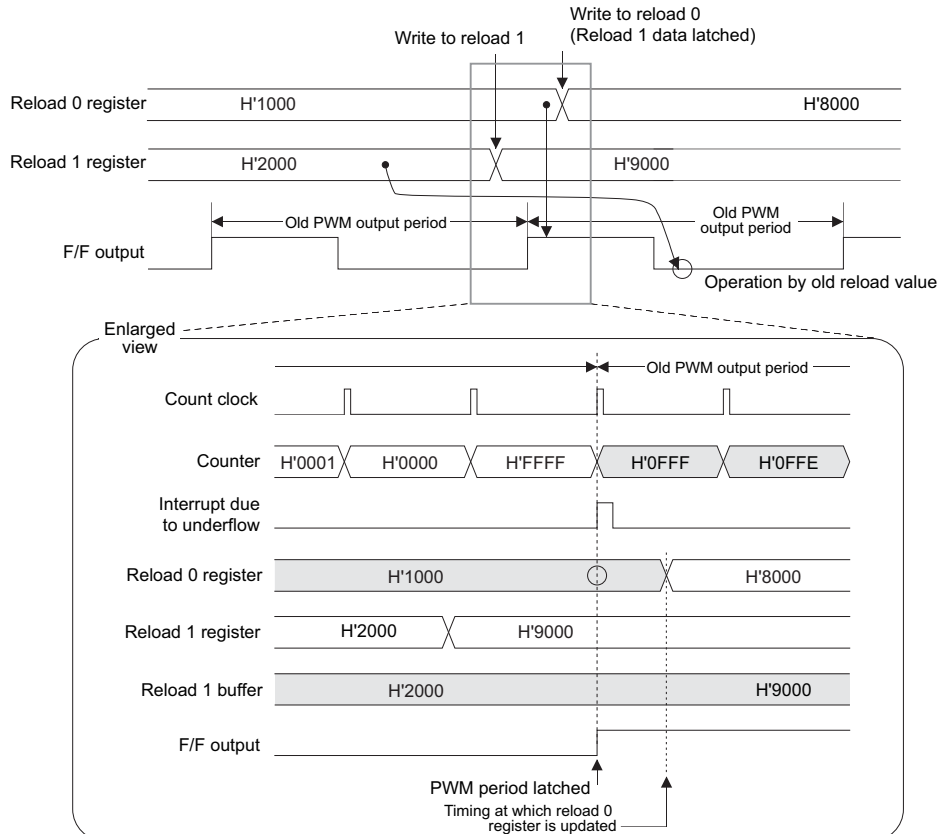 Write to reload 0
(Reload 1 data latched)
Write to reload 1
Reload 0 register
H'1000
H'8000
Reload 1 register
H'2000
H'9000
Old PWM output period
Old PWM
output period
F/F output
Operation by old reload value
Enlarged
view
Old PWM output period
Count clock
Counter
H'0001
H'0000
H'FFFF
H'0FFF
H'0FFE
Interrupt due
to underflow
Reload 0 register
H'1000
H'8000
Reload 1 register
H'2000
H'9000
Reload 1 buffer
H'2000
H'9000
F/F output
PWM period latched
Timing at which reload 0
register is updated